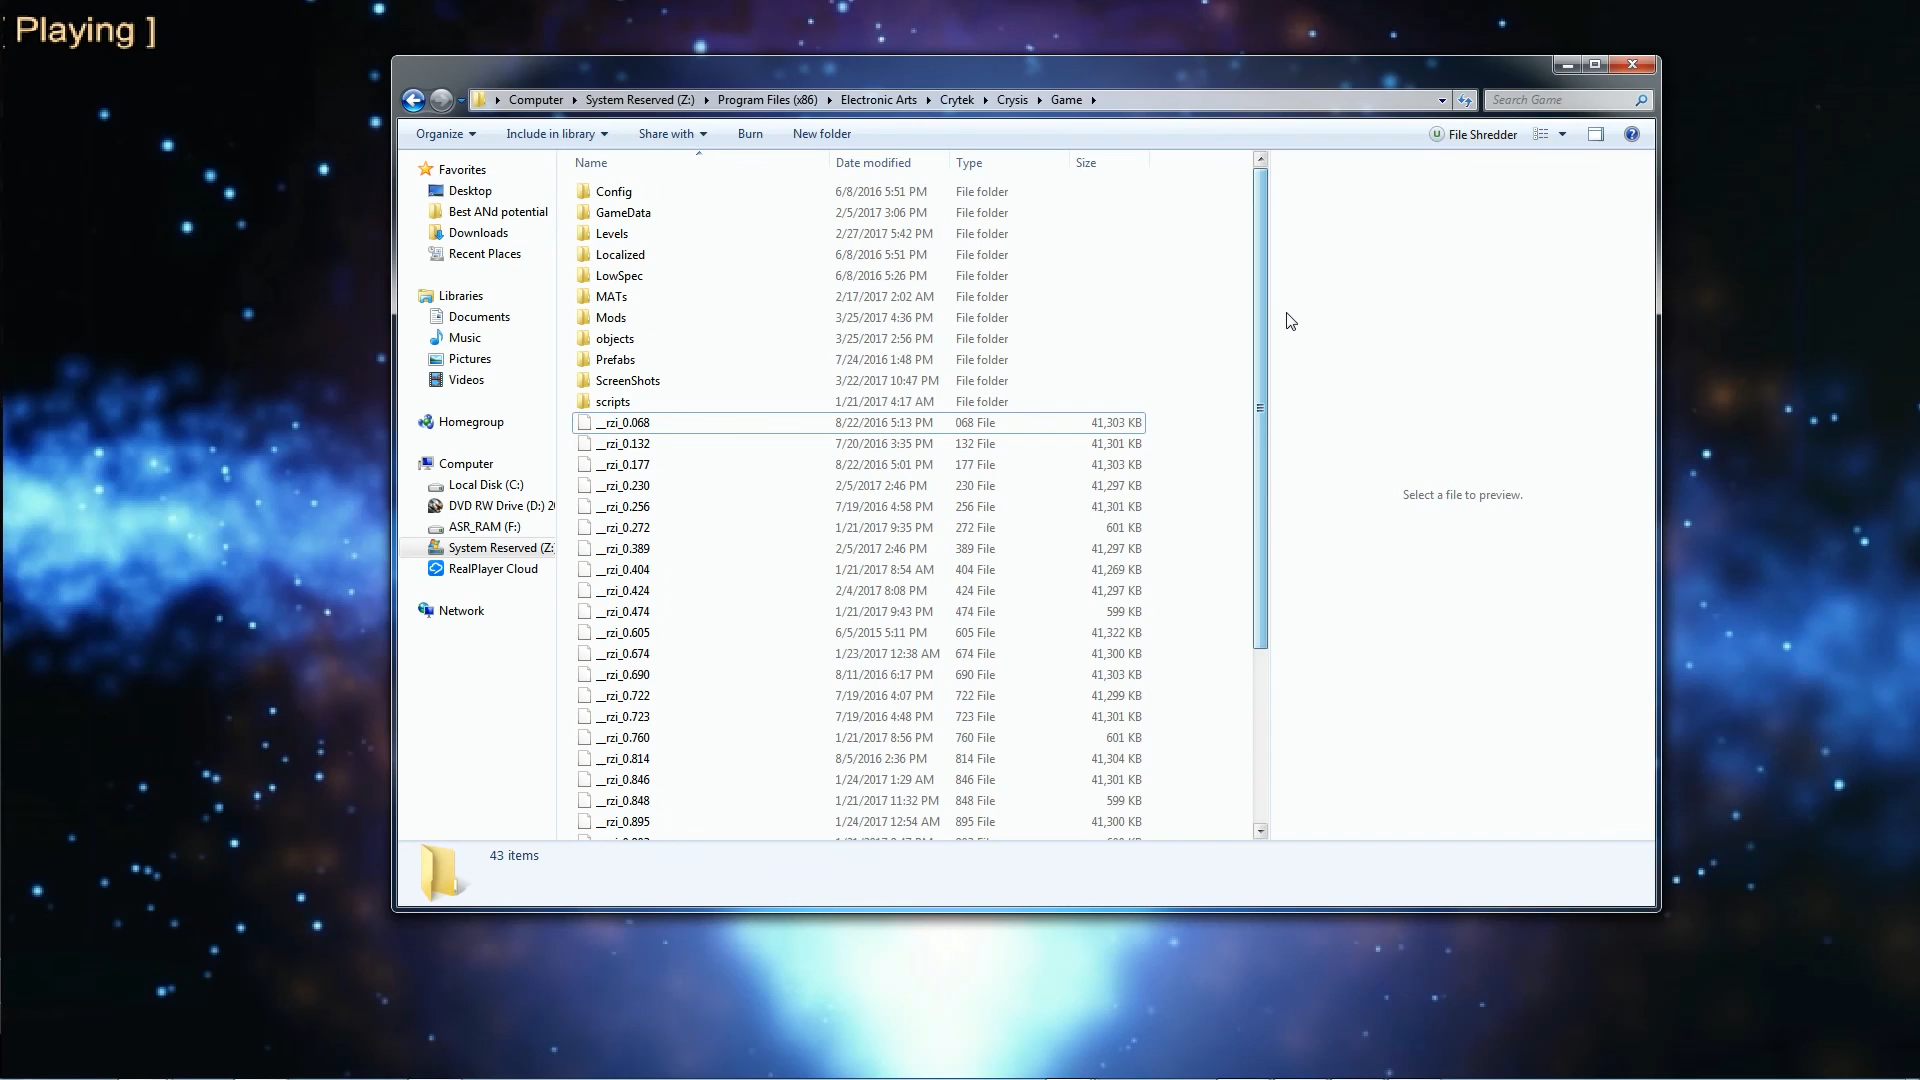 Playing ]
Computer System Reserved (Z:) Program Files (x86) Electronic Arts Crytek Crysis Game
Search Game
Organize Include in library Share with Burn New folder File Shredder
Name Date modified Type Size
Favorites
Desktop
Best ANd potential
Downloads
Recent Places
Libraries
Documents
Music
Pictures
Videos
Homegroup
Computer
Local Disk (C:)
DVD RW Drive (D:) 20
ASR_RAM (F:)
System Reserved (Z:
RealPlayer Cloud
Network
Config 6/8/2016 5:51 PM File folder
GameData 2/5/2017 3:06 PM File folder
Levels 2/27/2017 5:42 PM File folder
Localized 6/8/2016 5:51 PM File folder
LowSpec 6/8/2016 5:26 PM File folder
MATs 2/17/2017 2:02 AM File folder
Mods 3/25/2017 4:36 PM File folder
objects 3/25/2017 2:56 PM File folder
Prefabs 7/24/2016 1:48 PM File folder
ScreenShots 3/22/2017 10:47 PM File folder
scripts 1/21/2017 4:17 AM File folder
__rzi_0.068 8/22/2016 5:13 PM 068 File 41,303 KB
__rzi_0.132 7/20/2016 3:35 PM 132 File 41,301 KB
__rzi_0.177 8/22/2016 5:01 PM 177 File 41,303 KB
__rzi_0.230 2/5/2017 2:46 PM 230 File 41,297 KB
__rzi_0.256 7/19/2016 4:58 PM 256 File 41,301 KB
__rzi_0.272 1/21/2017 9:35 PM 272 File 601 KB
__rzi_0.389 2/5/2017 2:46 PM 389 File 41,297 KB
__rzi_0.404 1/21/2017 8:54 AM 404 File 41,269 KB
__rzi_0.424 2/4/2017 8:08 PM 424 File 41,297 KB
__rzi_0.474 1/21/2017 9:43 PM 474 File 599 KB
__rzi_0.605 6/5/2015 5:11 PM 605 File 41,322 KB
__rzi_0.674 1/23/2017 12:38 AM 674 File 41,300 KB
__rzi_0.690 8/11/2016 6:17 PM 690 File 41,303 KB
__rzi_0.722 7/19/2016 4:07 PM 722 File 41,299 KB
__rzi_0.723 7/19/2016 4:48 PM 723 File 41,301 KB
__rzi_0.760 1/21/2017 8:56 PM 760 File 601 KB
__rzi_0.814 8/5/2016 2:36 PM 814 File 41,304 KB
__rzi_0.846 1/24/2017 1:29 AM 846 File 41,301 KB
__rzi_0.848 1/21/2017 11:32 PM 848 File 599 KB
__rzi_0.895 1/24/2017 12:54 AM 895 File 41,300 KB
Select a file to preview.
43 items